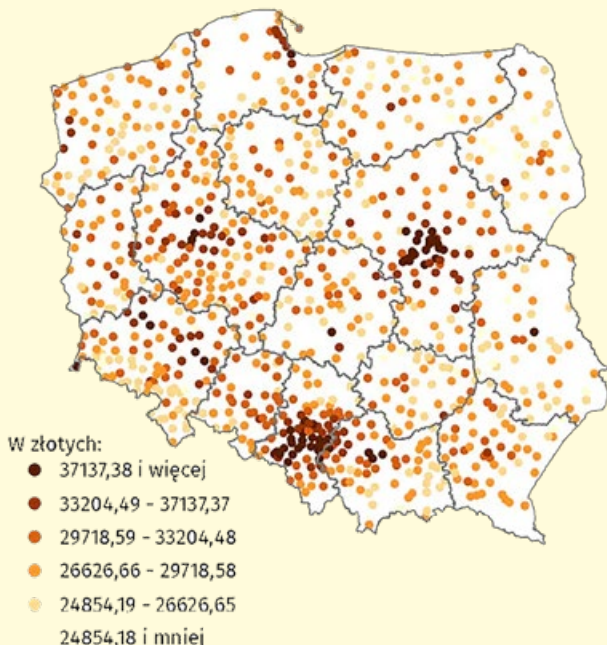 W złotych:
37137,38 i więcej
33204,49 - 37137,37
29718,59 - 33204,48
26626,66 - 29718,58
24854,19 - 26626,65
24854,18 i mniej